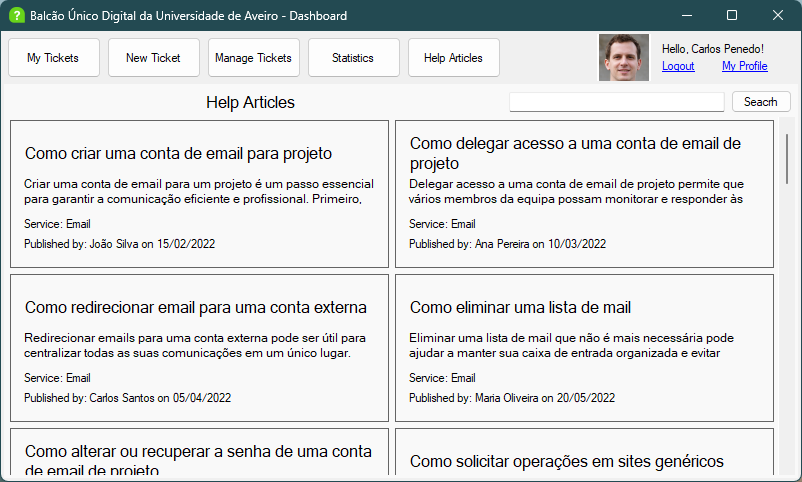 ?
Balcão Único Digital da Universidade de Aveiro - Dashboard
My Tickets
New Ticket
Manage Tickets
Statistics
Help Articles
Hello, Carlos Penedo!
Logout
My Profile
Help Articles
Seacrh
Como criar uma conta de email para projeto
Criar uma conta de email para um projeto é um passo essencial
para garantir a comunicação eficiente e profissional. Primeiro,
Service: Email
Published by: João Silva on 15/02/2022
Como delegar acesso a uma conta de email de
projeto
Delegar acesso a uma conta de email de projeto permite que
vários membros da equipa possam monitorar e responder às
Service: Email
Published by: Ana Pereira on 10/03/2022
Como redirecionar email para uma conta externa
Redirecionar emails para uma conta externa pode ser útil para
centralizar todas as suas comunicações em um único lugar.
Service: Email
Published by: Carlos Santos on 05/04/2022
Como eliminar uma lista de mail
Eliminar uma lista de mail que não é mais necessária pode
ajudar a manter sua caixa de entrada organizada e evitar
Service: Email
Published by: Maria Oliveira on 20/05/2022
Como alterar ou recuperar a senha de uma conta
de email de projeto
Como solicitar operações em sites genéricos